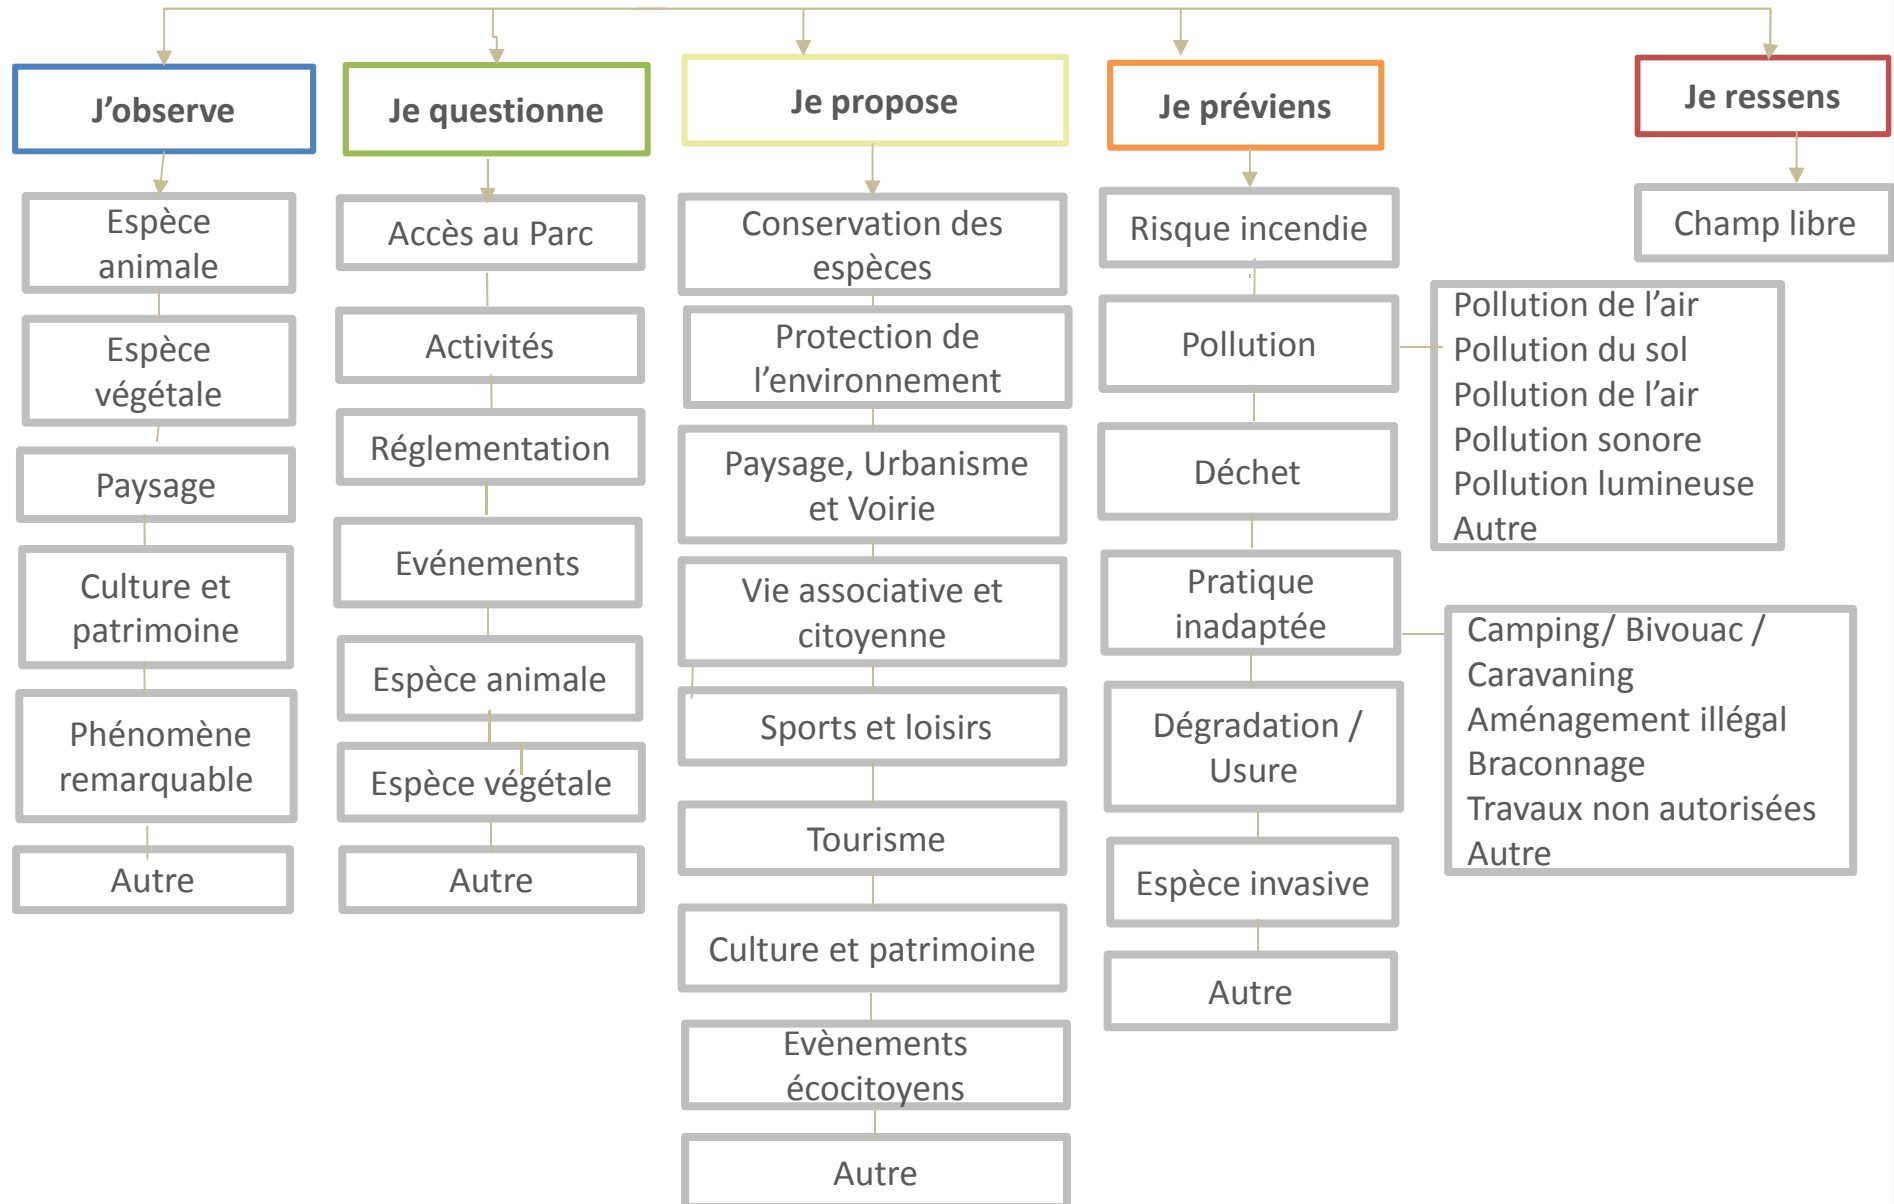 J’observe
Je questionne
Je propose
Je préviens
Je ressens
Espèce
animale
Espèce
végétale
Paysage
Culture et
patrimoine
Phénomène
remarquable
Autre
Accès au Parc
Activités
Réglementation
Evénements
Espèce animale
Espèce végétale
Autre
Conservation des
espèces
Protection de
l’environnement
Paysage, Urbanisme
et Voirie
Vie associative et
citoyenne
Sports et loisirs
Tourisme
Culture et patrimoine
Evènements
écocitoyens
Autre
Risque incendie
Pollution
Déchet
Pratique
inadaptée
Dégradation /
Usure
Espèce invasive
Autre
Pollution de l’air
Pollution du sol
Pollution de l’air
Pollution sonore
Pollution lumineuse
Autre
Camping/ Bivouac /
Caravaning
Aménagement illégal
Braconnage
Travaux non autorisées
Autre
Champ libre